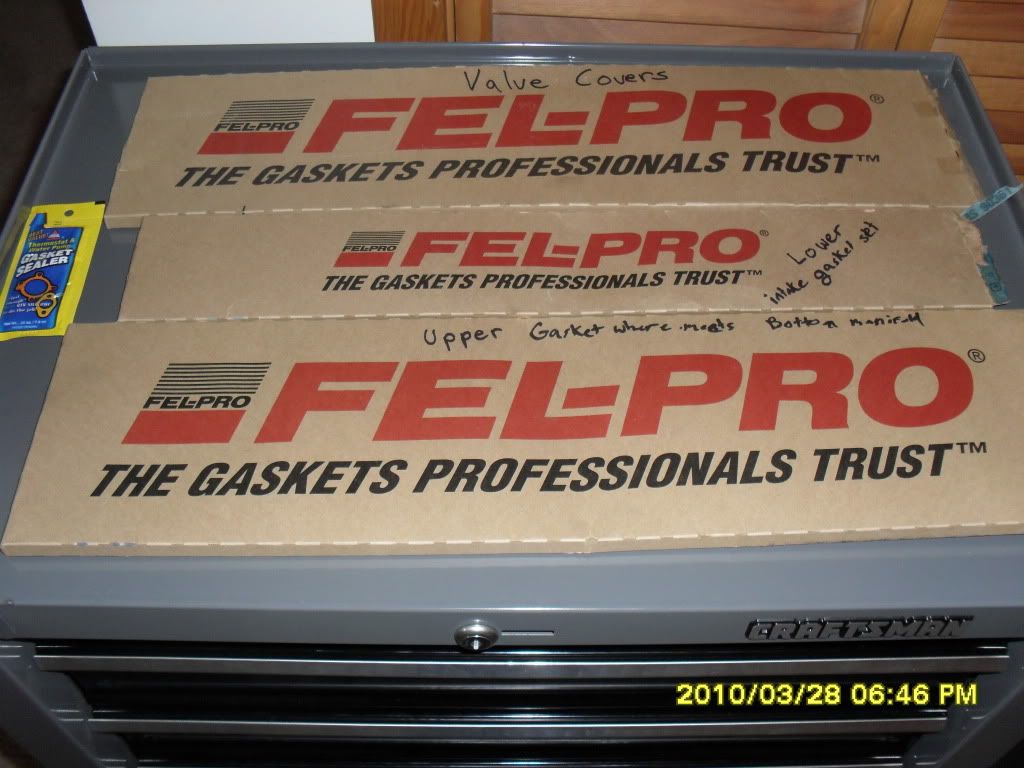 Value Covers
FEL-PRO
FEL-PRO®
THE GASKETS PROFESSIONALS TRUST™
FEL-PRO
FEL-PRO®
THE GASKETS PROFESSIONALS TRUST™
Lower
intake gasket set
Thermostat &
Water Pump
GASKET
SEALER
Upper Gasket where meets Bottom manifold
FEL-PRO
FEL-PRO®
THE GASKETS PROFESSIONALS TRUST™
CRAFTSMAN
2010/03/28 06:46 PM